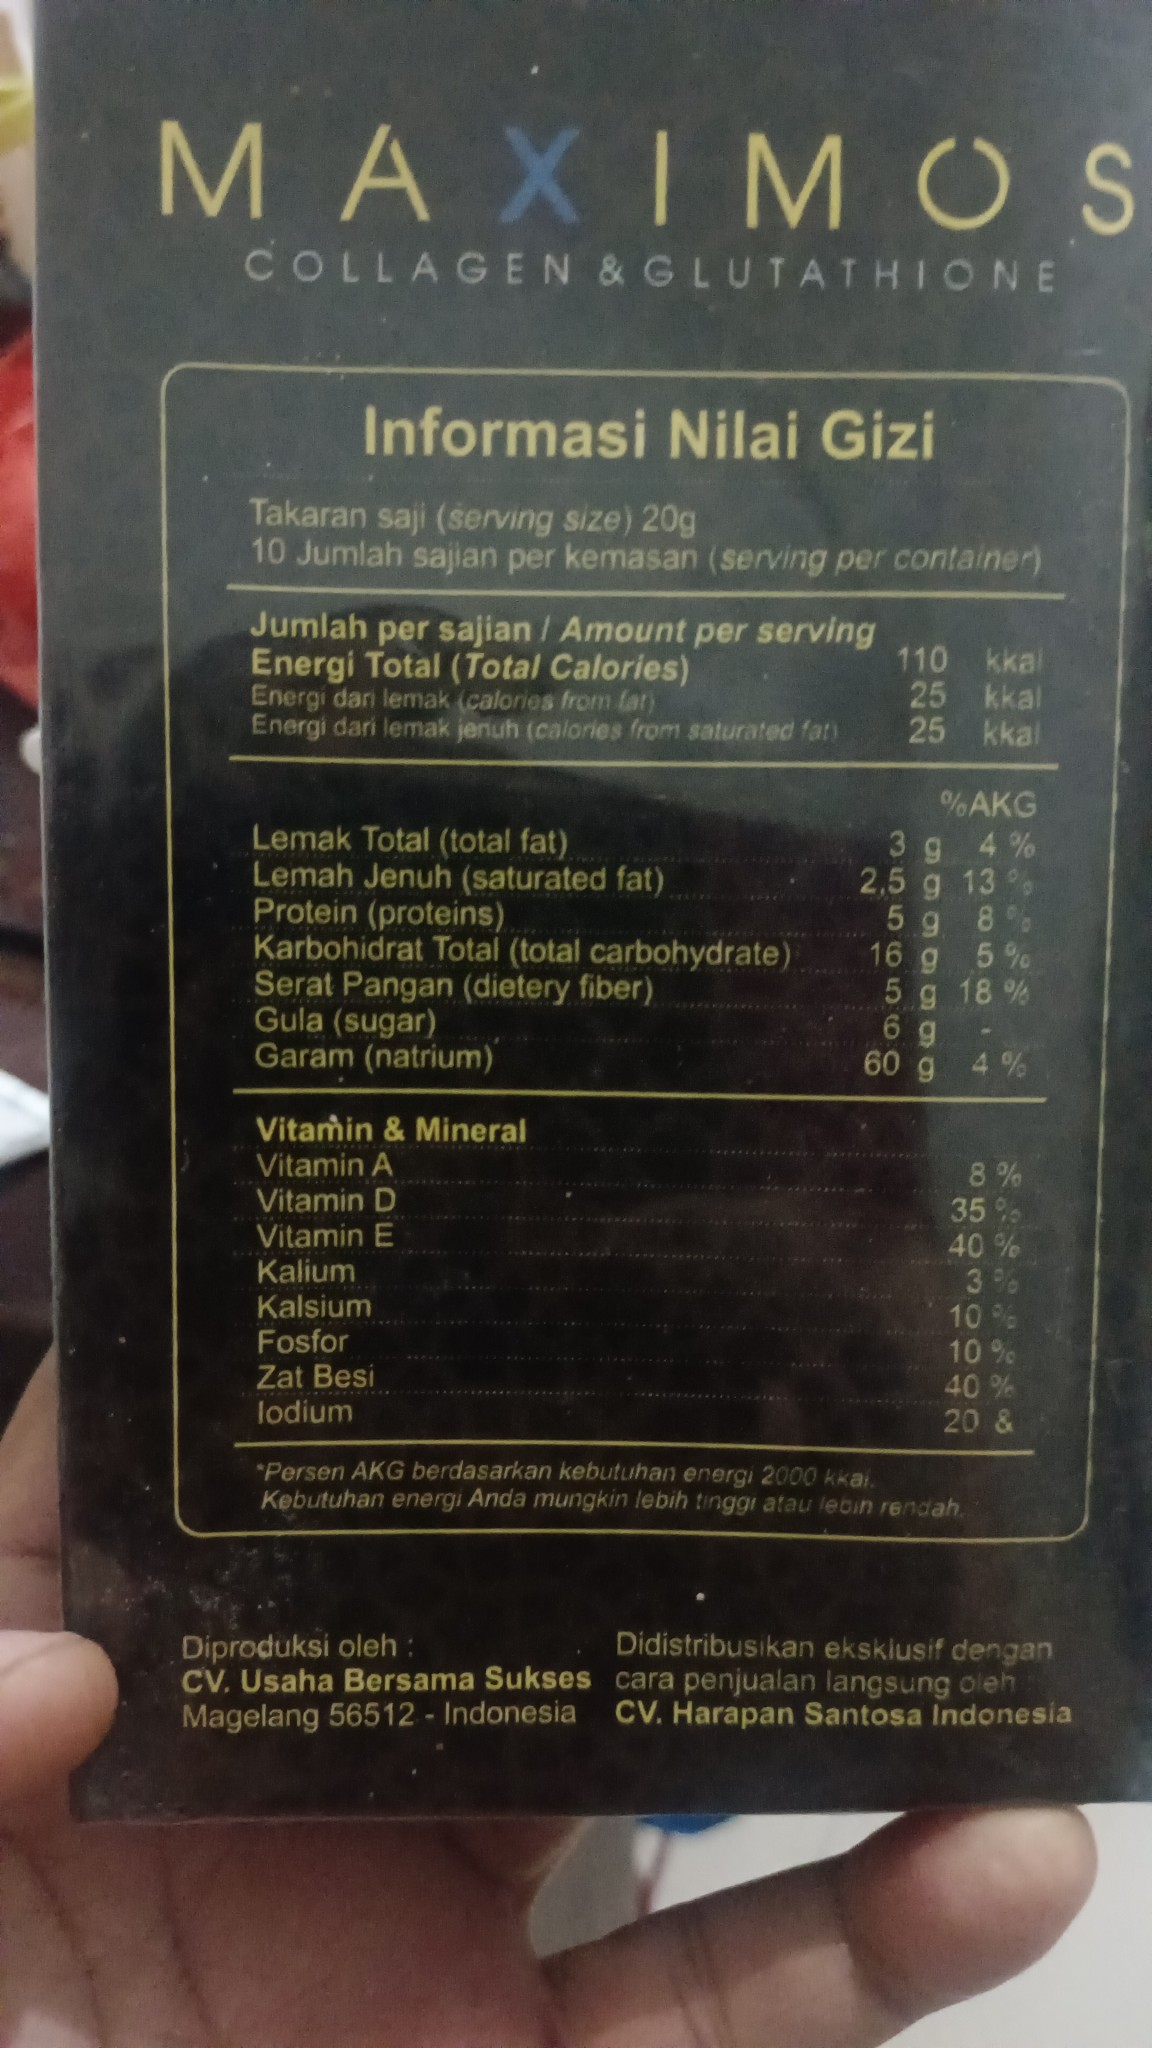 MAXIMOS
COLLAGEN & GLUTATHIONE
Informasi Nilai Gizi
Takaran saji (serving size) 20g
10 Jumlah sajian per kemasan (serving per container)
Jumlah per sajian / Amount per serving
Energi Total (Total Calories) 110 kkal
Energi dari lemak (calories from fat) 25 kkal
Energi dari lemak jenuh (calories from saturated fat) 25 kkal
%AKG
Lemak Total (total fat) 3 g 4 %
Lemah Jenuh (saturated fat) 2,5 g 13 %
Protein (proteins) 5 g 8 %
Karbohidrat Total (total carbohydrate) 16 g 5 %
Serat Pangan (dietery fiber) 5 g 18 %
Gula (sugar) 6 g -
Garam (natrium) 60 g 4 %
Vitamin & Mineral
Vitamin A 8 %
Vitamin D 35 %
Vitamin E 40 %
Kalium 3 %
Kalsium 10 %
Fosfor 10 %
Zat Besi 40 %
Iodium 20 &
*Persen AKG berdasarkan kebutuhan energi 2000 kkal.
Kebutuhan energi Anda mungkin lebih tinggi atau lebih rendah.
Diproduksi oleh :
CV. Usaha Bersama Sukses
Magelang 56512 - Indonesia
Didistribusikan eksklusif dengan
cara penjualan langsung oleh :
CV. Harapan Santosa Indonesia